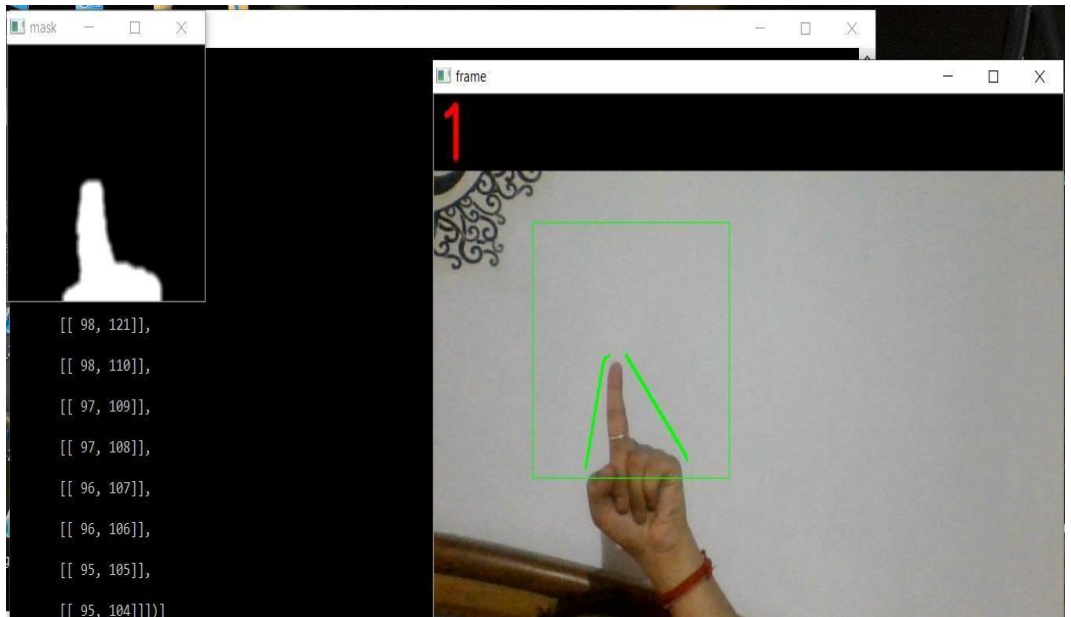 mask
frame
1
[[ 98, 121]],
[[ 98, 110]],
[[ 97, 109]],
[[ 97, 108]],
[[ 96, 107]],
[[ 96, 106]],
[[ 95, 105]],
[[ 95, 104]]])]